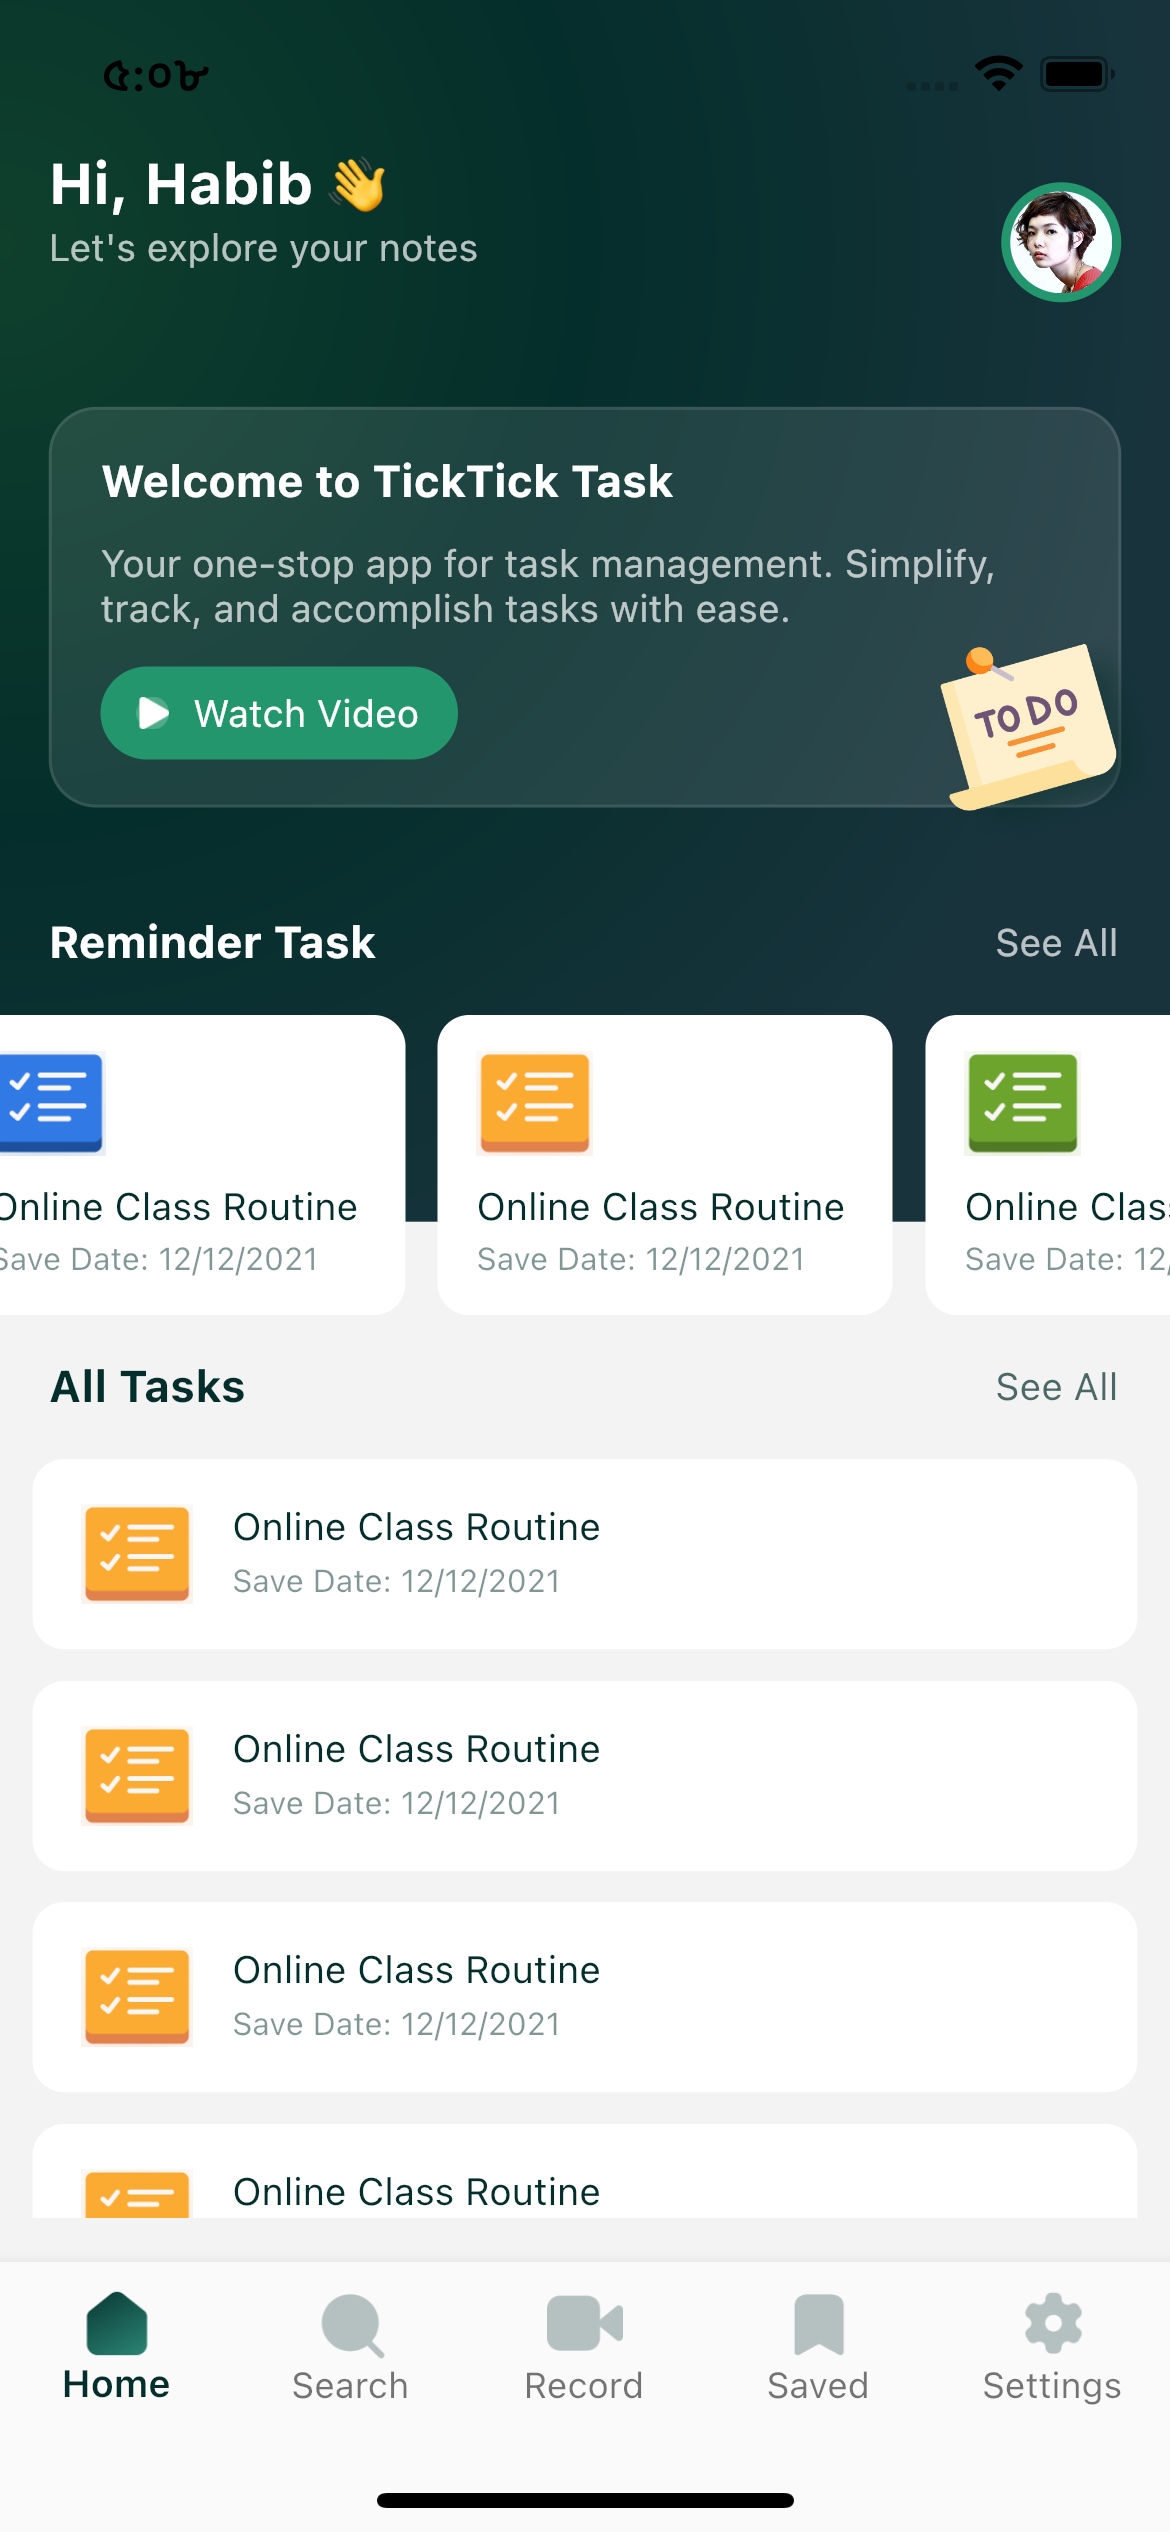 ৫:০৮
Hi, Habib 👋
Let's explore your notes
Welcome to TickTick Task
Your one-stop app for task management. Simplify,
track, and accomplish tasks with ease.
Watch Video
TO DO
Reminder Task
See All
Online Class Routine
Save Date: 12/12/2021
Online Class Routine
Save Date: 12/12/2021
Online Clas
Save Date: 12/
All Tasks
See All
Online Class Routine
Save Date: 12/12/2021
Online Class Routine
Save Date: 12/12/2021
Online Class Routine
Save Date: 12/12/2021
Online Class Routine
Home
Search
Record
Saved
Settings